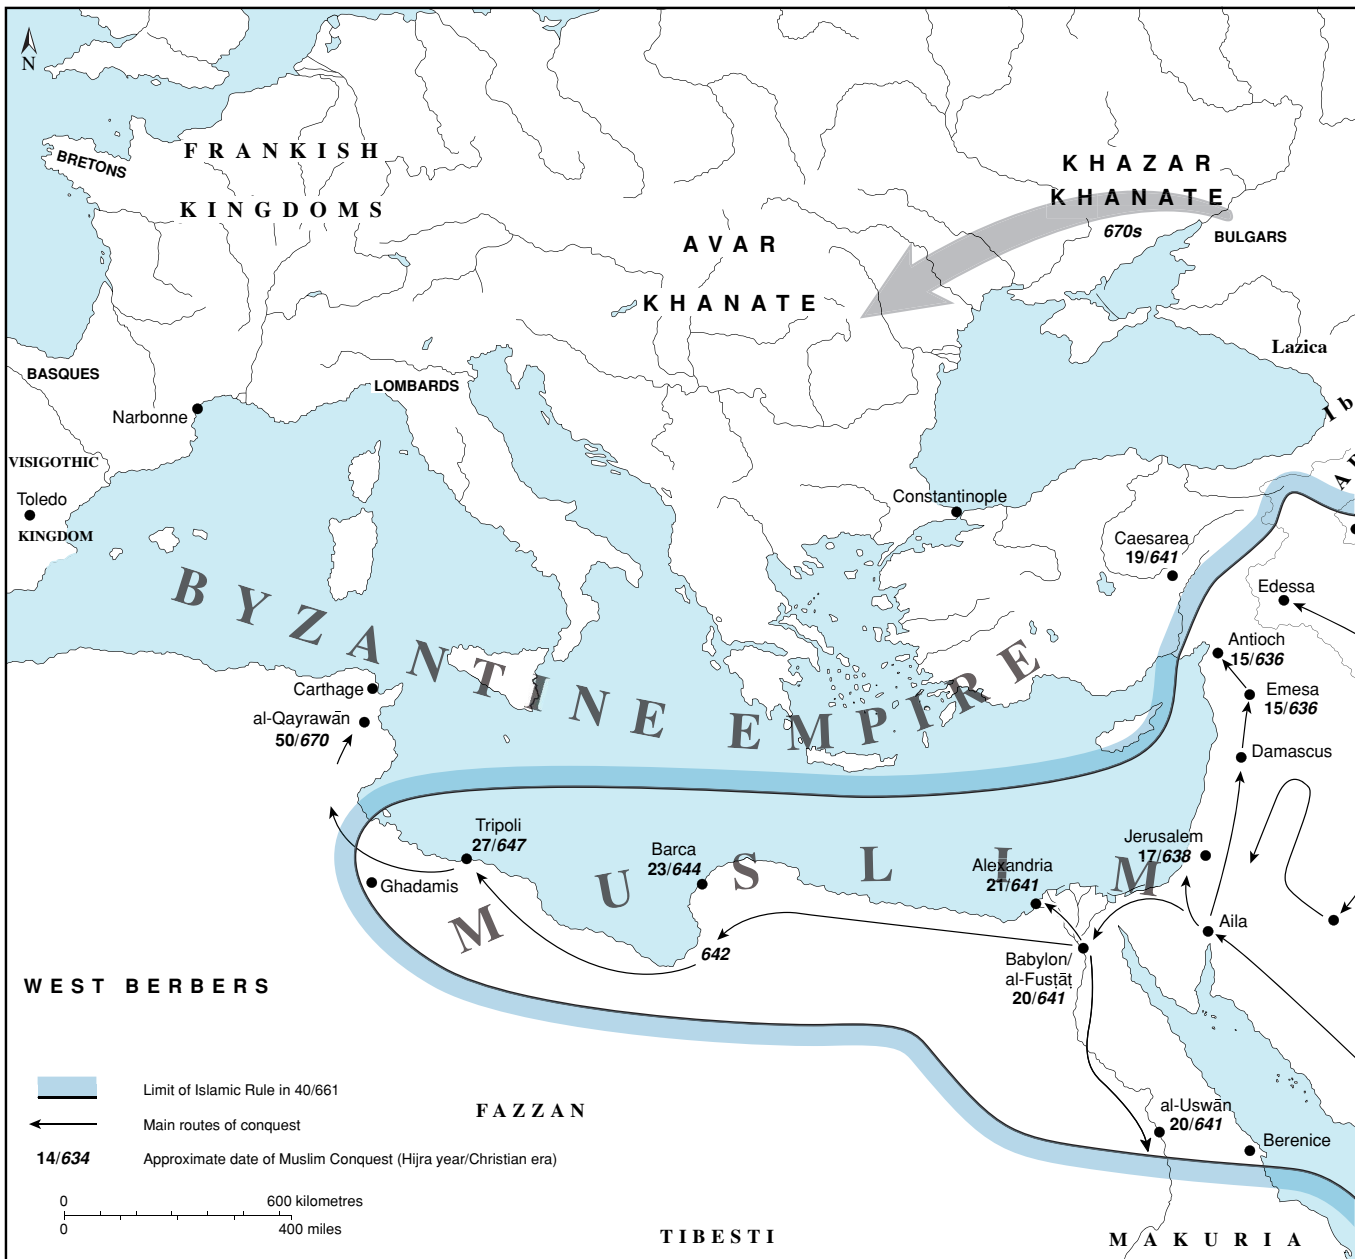 N
BRETONS
FRANKISH
KINGDOMS
KHAZAR
KHANATE
670s
BULGARS
AVAR
KHANATE
Lazica
BASQUES
LOMBARDS
Narbonne
VISIGOTHIC
Toledo
KINGDOM
Constantinople
Caesarea
19/641
Edessa
BYZANTINE EMPIRE
Antioch
15/636
Emesa
15/636
Carthage
al-Qayrawān
50/670
Damascus
Tripoli
27/647
Barca
23/644
Jerusalem
17/638
Alexandria
21/641
Ghadamis
MUSLIM
Aila
642
Babylon/
al-Fusṭāṭ
20/641
WEST BERBERS
Limit of Islamic Rule in 40/661
Main routes of conquest
14/634 Approximate date of Muslim Conquest (Hijra year/Christian era)
0 600 kilometres
0 400 miles
FAZZAN
al-Uswān
20/641
Berenice
TIBESTI
MAKURIA